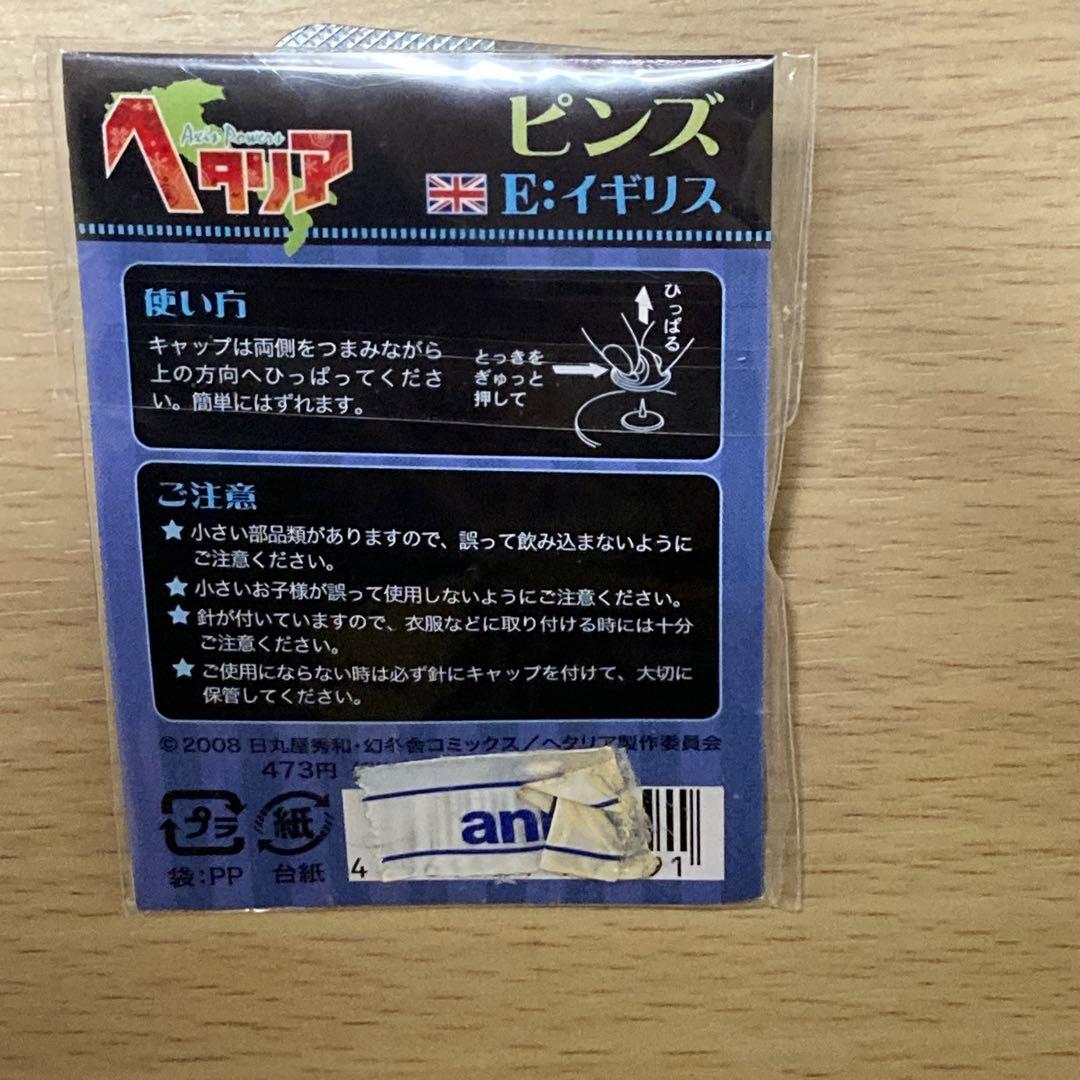 Axis Powers
ヘタリア
ピンズ
E:イギリス
使い方
キャップは両側をつまみながら
上の方向へひっぱってくださ
い。簡単にはずれます。
とっきを
ぎゅっと
押して
ひっぱる
ご注意
★ 小さい部品類がありますので、誤って飲み込まないように
ご注意ください。
★ 小さいお子様が誤って使用しないようにご注意ください。
★ 針が付いていますので、衣服などに取り付ける時には十分
ご注意ください。
★ ご使用にならない時は必ず針にキャップを付けて、大切に
保管してください。
©2008 日丸屋秀和・幻冬舎コミックス/ヘタリア製作委員会
473円
プラ
袋:PP
紙
台紙
ani
4
91